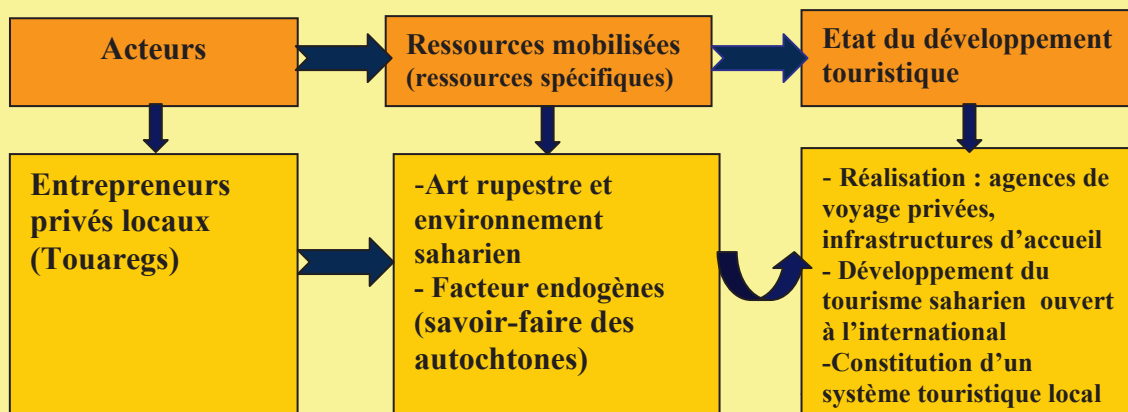 Acteurs
Ressources mobilisées
(ressources spécifiques)
Etat du développement
touristique
Entrepreneurs
privés locaux
(Touaregs)
-Art rupestre et
environnement
saharien
- Facteur endogènes
(savoir-faire des
autochtones)
- Réalisation : agences de
voyage privées,
infrastructures d’accueil
- Développement du
tourisme saharien ouvert
à l’international
-Constitution d’un
système touristique local